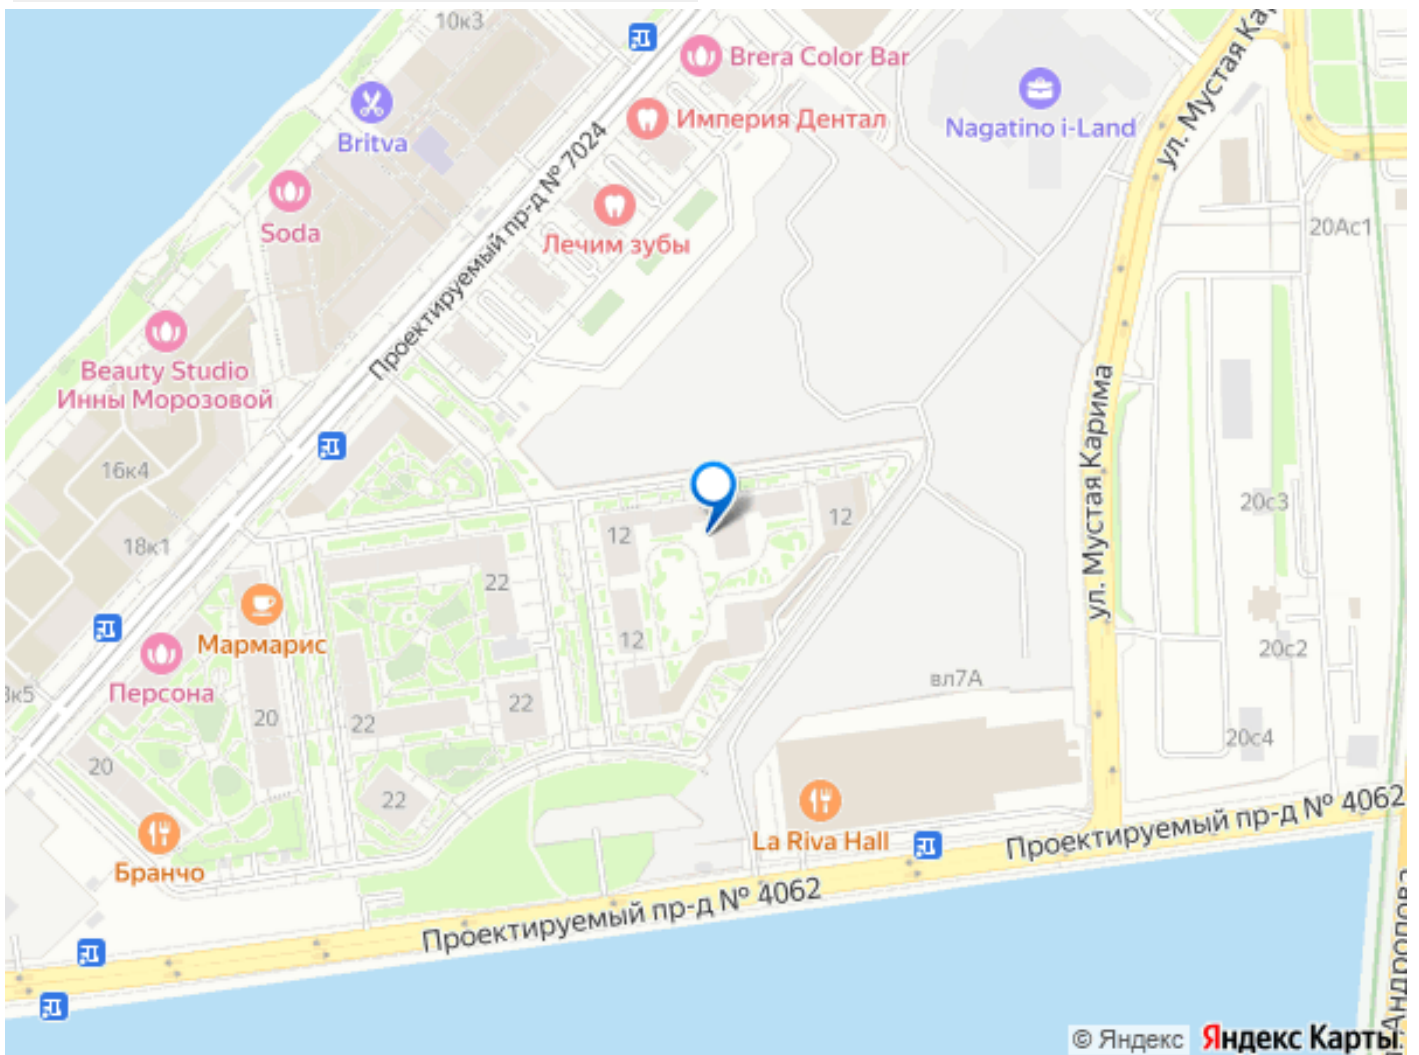 10к3
Brera Color Bar
ул. Мустая Ка
Britva
Империя Дентал
Nagatino i-Land
Проектируемый пр-д № 7024
Soda
Лечим зубы
20Ас1
Beauty Studio
Инны Морозовой
ул. Мустая Карима
16к4
20с3
12
12
18к1
22
Мармарис
12
20с2
Персона
вл7А
к5
20
22
22
20с4
20
22
La Riva Hall
Проектируемый пр-д № 4062
Бранчо
Проектируемый пр-д № 4062
Андропова
© Яндекс Яндекс Карты